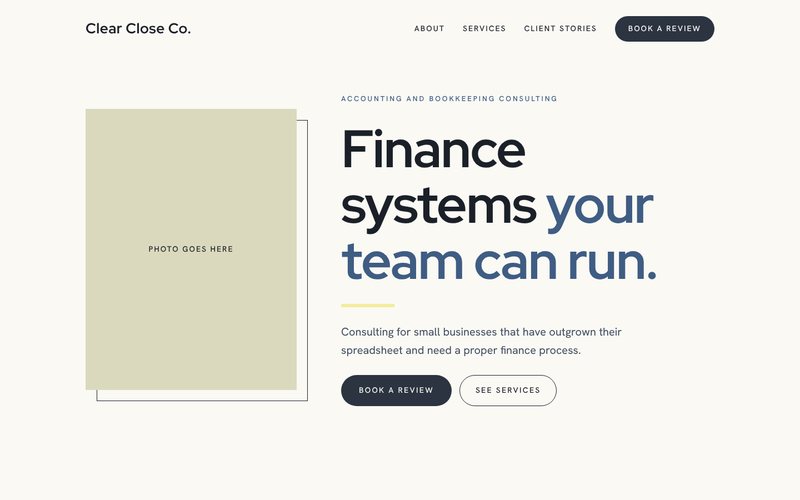 Clear Close Co.
ABOUT SERVICES CLIENT STORIES BOOK A REVIEW
PHOTO GOES HERE
ACCOUNTING AND BOOKKEEPING CONSULTING
Finance
systems your
team can run.
Consulting for small businesses that have outgrown their
spreadsheet and need a proper finance process.
BOOK A REVIEW SEE SERVICES